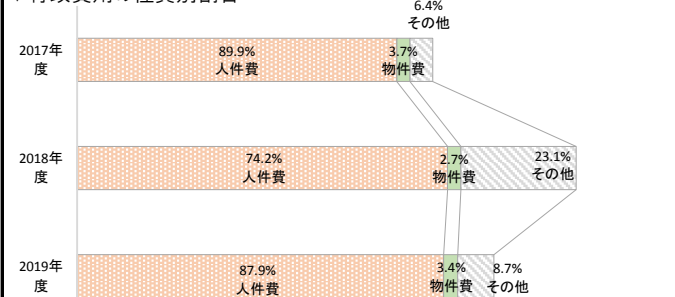 6.4%
その他
2017年
度
89.9%
人件費
3.7%
物件費
2018年
度
74.2%
人件費
2.7%
物件費
23.1%
その他
2019年
度
87.9%
人件費
3.4%
物件費
8.7%
その他